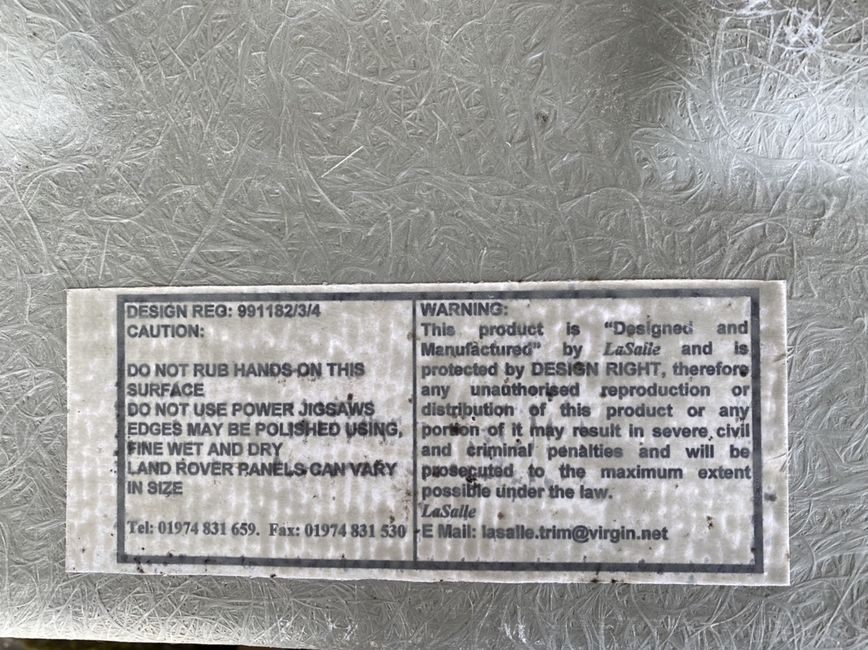 DESIGN REG: 991182/3/4
CAUTION:
DO NOT RUB HANDS ON THIS
SURFACE
DO NOT USE POWER JIGSAWS
EDGES MAY BE POLISHED USING,
FINE WET AND DRY
LAND ROVER PANELS CAN VARY
IN SIZE
Tel: 01974 831 659. Fax: 01974 831 530
WARNING:
This product is “Designed and
Manufactured” by LaSalle and is
protected by DESIGN RIGHT, therefore
any unauthorised reproduction or
distribution of this product or any
portion of it may result in severe civil
and criminal penalties and will be
prosecuted to the maximum extent
possible under the law.
LaSalle
E Mail: lasalle.trim@virgin.net